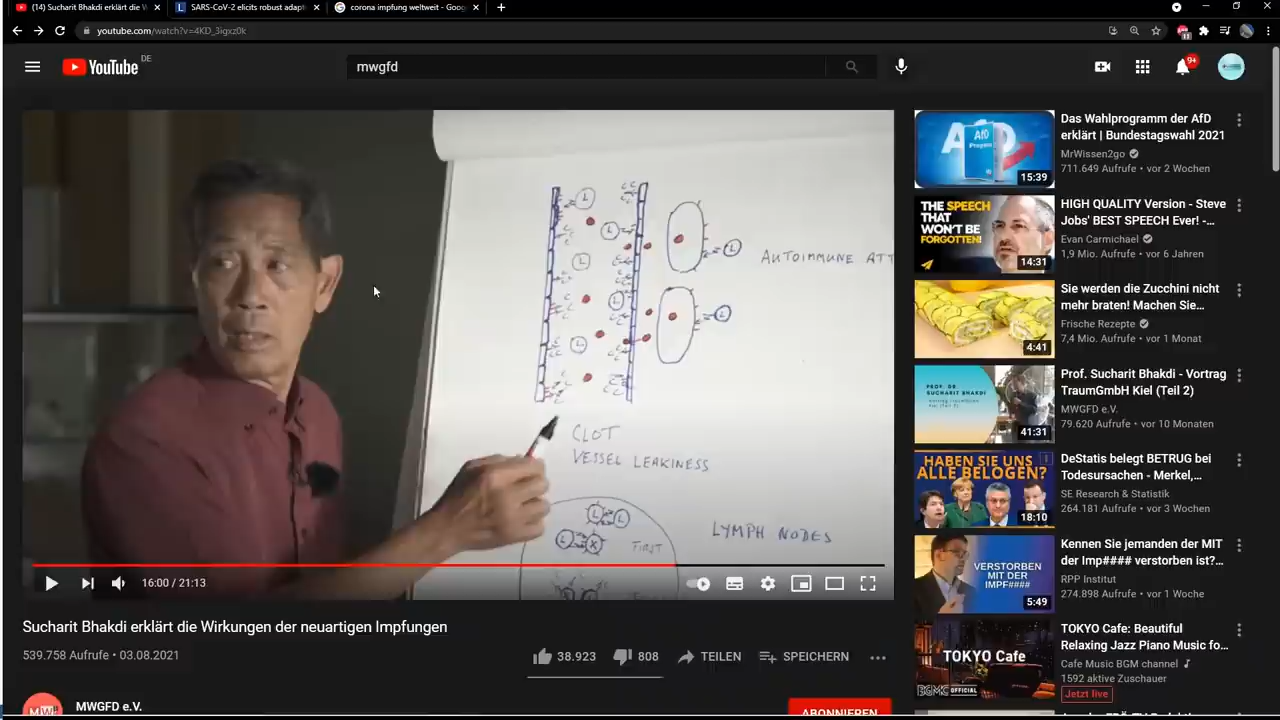 (14) Sucharit Bhakdi erklärt die W
SARS-CoV-2 elicits robust adapt
corona impfung weltweit - Goog
youtube.com/watch?v=4KD_3igxz0k
11
YouTube DE
mwgfd
9+
AUTOIMMUNE ATT
CLOT
VESSEL LEAKINESS
LYMPH NODES
FIRST
16:00 / 21:13
Sucharit Bhakdi erklärt die Wirkungen der neuartigen Impfungen
539.758 Aufrufe • 03.08.2021
38.923
808
TEILEN
SPEICHERN
MWGFD e.V.
ABONNIEREN
AfD
15:39
Das Wahlprogramm der AfD
erklärt | Bundestagswahl 2021
MrWissen2go
711.649 Aufrufe • vor 2 Wochen
THE SPEECH
THAT
WON'T BE
FORGOTTEN!
14:31
HIGH QUALITY Version - Steve
Jobs' BEST SPEECH Ever! -...
Evan Carmichael
1,9 Mio. Aufrufe • vor 6 Jahren
4:41
Sie werden die Zucchini nicht
mehr braten! Machen Sie...
Frische Rezepte
7,4 Mio. Aufrufe • vor 1 Monat
PROF. DR.
SUCHARIT BHAKDI
41:31
Prof. Sucharit Bhakdi - Vortrag
TraumGmbH Kiel (Teil 2)
MWGFD e.V.
79.620 Aufrufe • vor 10 Monaten
HABEN SIE UNS
ALLE BELOGEN?
18:10
DeStatis belegt BETRUG bei
Todesursachen - Merkel,...
SE Research & Statistik
264.181 Aufrufe • vor 3 Wochen
VERSTORBEN
MIT DER
IMPF####
5:49
Kennen Sie jemanden der MIT
der Imp#### verstorben ist?...
RPP Institut
274.898 Aufrufe • vor 1 Woche
TOKYO Cafe
BGMC OFFICIAL
TOKYO Cafe: Beautiful
Relaxing Jazz Piano Music fo...
Cafe Music BGM channel
1592 aktive Zuschauer
Jetzt live